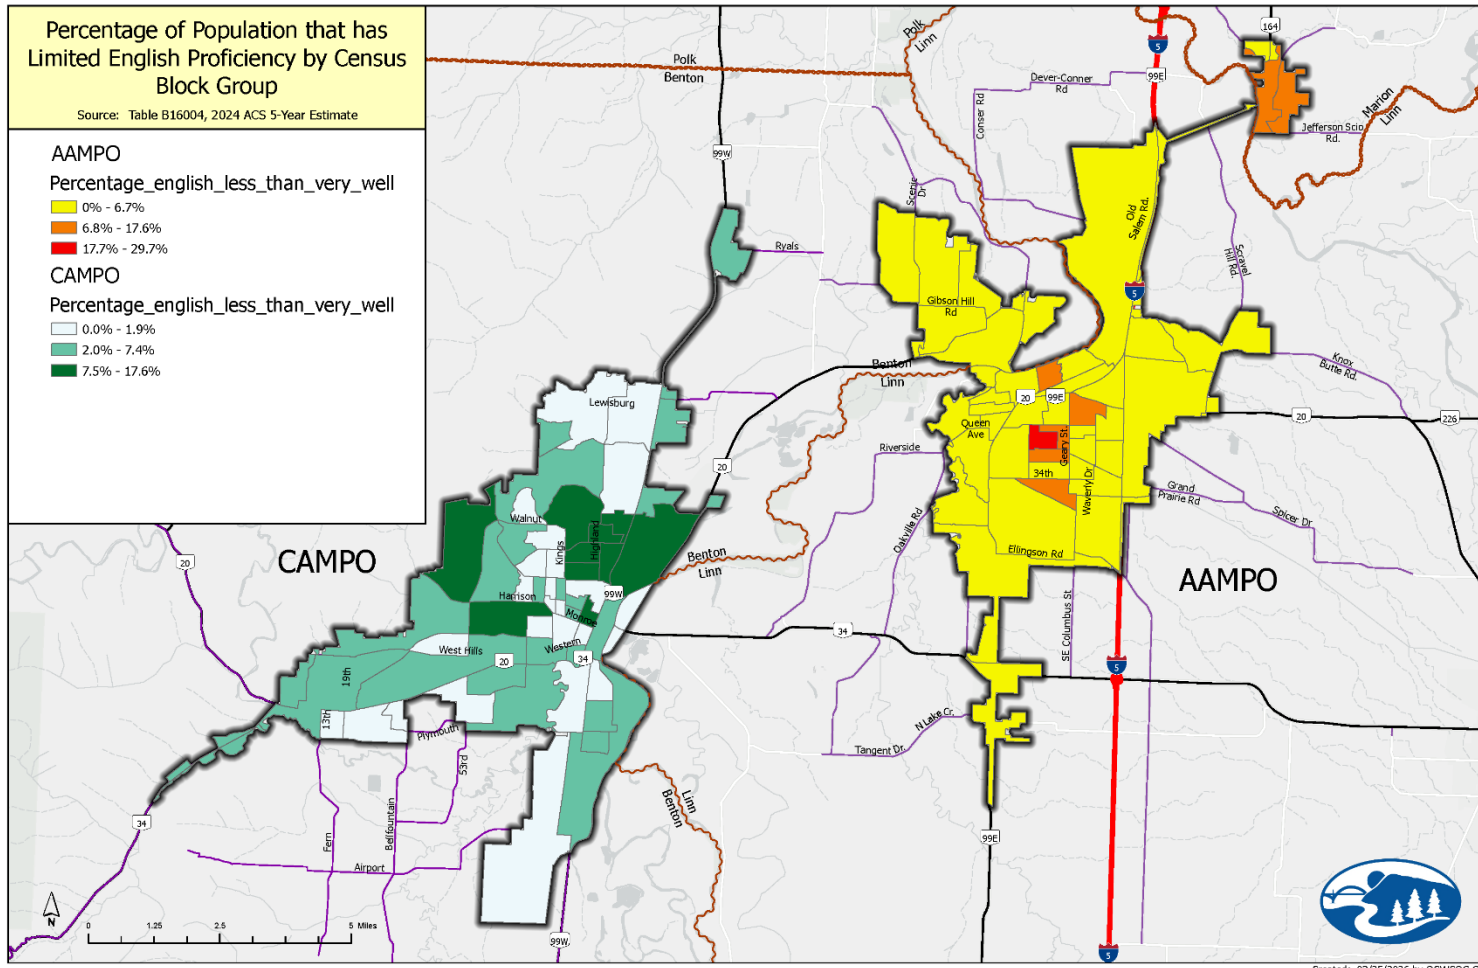 Percentage of Population that has
Limited English Proficiency by Census
Block Group
Source: Table B16004, 2024 ACS 5-Year Estimate
AAMPO
Percentage_english_less_than_very_well
0% - 6.7%
6.8% - 17.6%
17.7% - 29.7%
CAMPO
Percentage_english_less_than_very_well
0.0% - 1.9%
2.0% - 7.4%
7.5% - 17.6%
Polk
Benton
Polk
Linn
5
99E
164
Dever-Conner
Rd
Conser Rd
Marion
Linn
Jefferson Scio
Rd.
99W
Scenic
Dr
Old
Salem Rd.
Scravel
Hill Rd.
Ryals
5
Gibson Hill
Rd
Benton
Linn
Knox
Butte Rd.
Lewisburg
20
99E
20
226
Queen
Ave
Geary St.
Riverside
20
34th
Waverly Dr
Grand
Prairie Rd
Spicer Dr
Oakville Rd
Walnut
Kings
Highland
Ellingson Rd
Benton
Linn
20
CAMPO
AAMPO
Harrison
99W
Monroe
SE Columbus St
34
West Hills
Western
20
34
5
19th
13th
Plymouth
N Lake Cr.
Tangent Dr.
53rd
Linn
Benton
34
Fern
Bellfountain
99E
Airport
N
0
1.25
2.5
5 Miles
99W
5